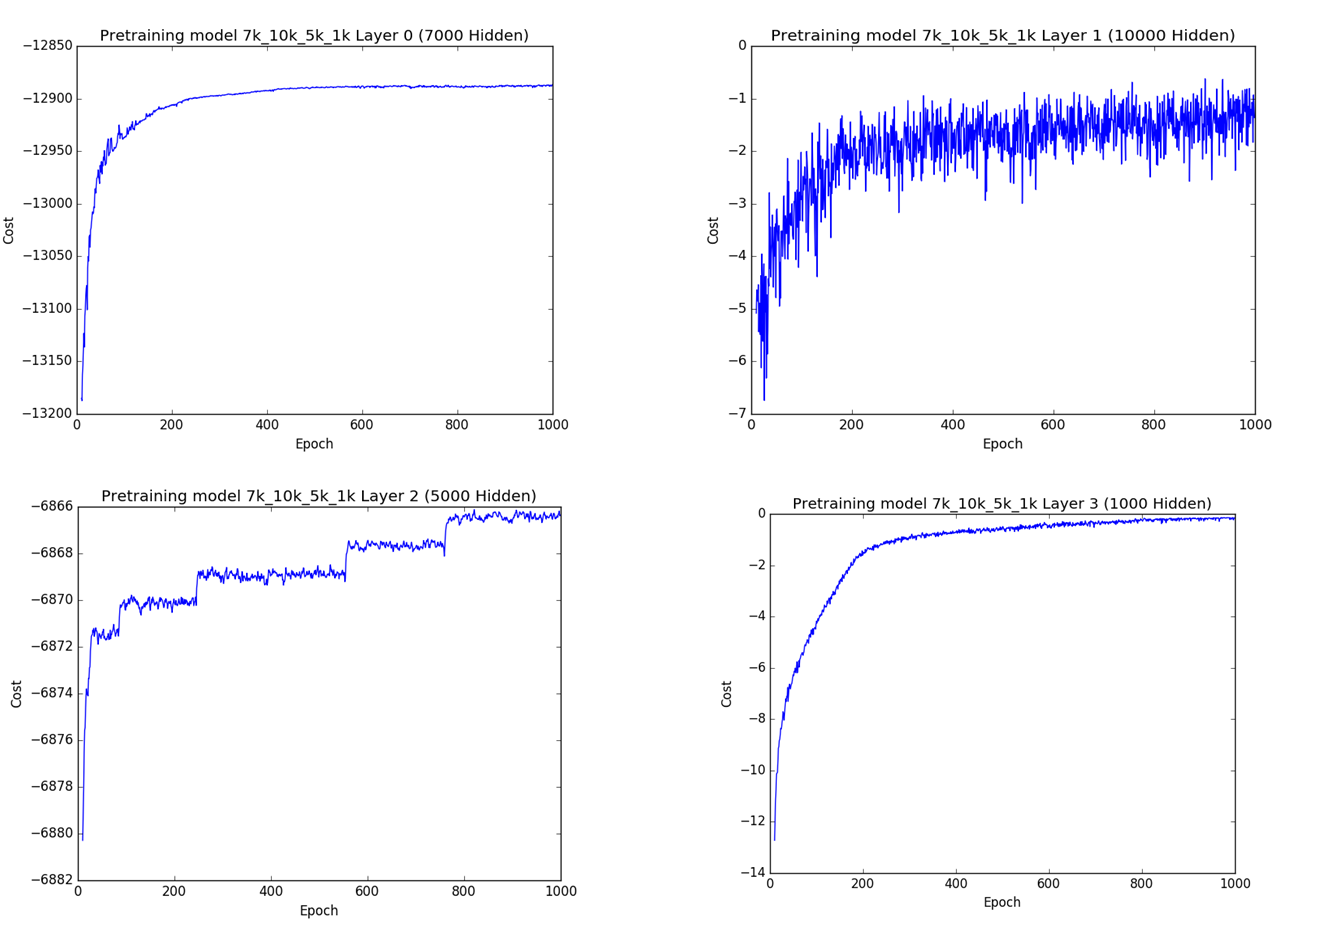 Pretraining model 7k_10k_5k_1k Layer 0 (7000 Hidden)
−12850
−12900
−12950
−13000
−13050
−13100
−13150
−13200
Cost
0 200 400 600 800 1000
Epoch
Pretraining model 7k_10k_5k_1k Layer 1 (10000 Hidden)
0
−1
−2
−3
−4
−5
−6
−7
Cost
0 200 400 600 800 1000
Epoch
Pretraining model 7k_10k_5k_1k Layer 2 (5000 Hidden)
−6866
−6868
−6870
−6872
−6874
−6876
−6878
−6880
−6882
Cost
0 200 400 600 800 1000
Epoch
Pretraining model 7k_10k_5k_1k Layer 3 (1000 Hidden)
0
−2
−4
−6
−8
−10
−12
−14
Cost
0 200 400 600 800 1000
Epoch